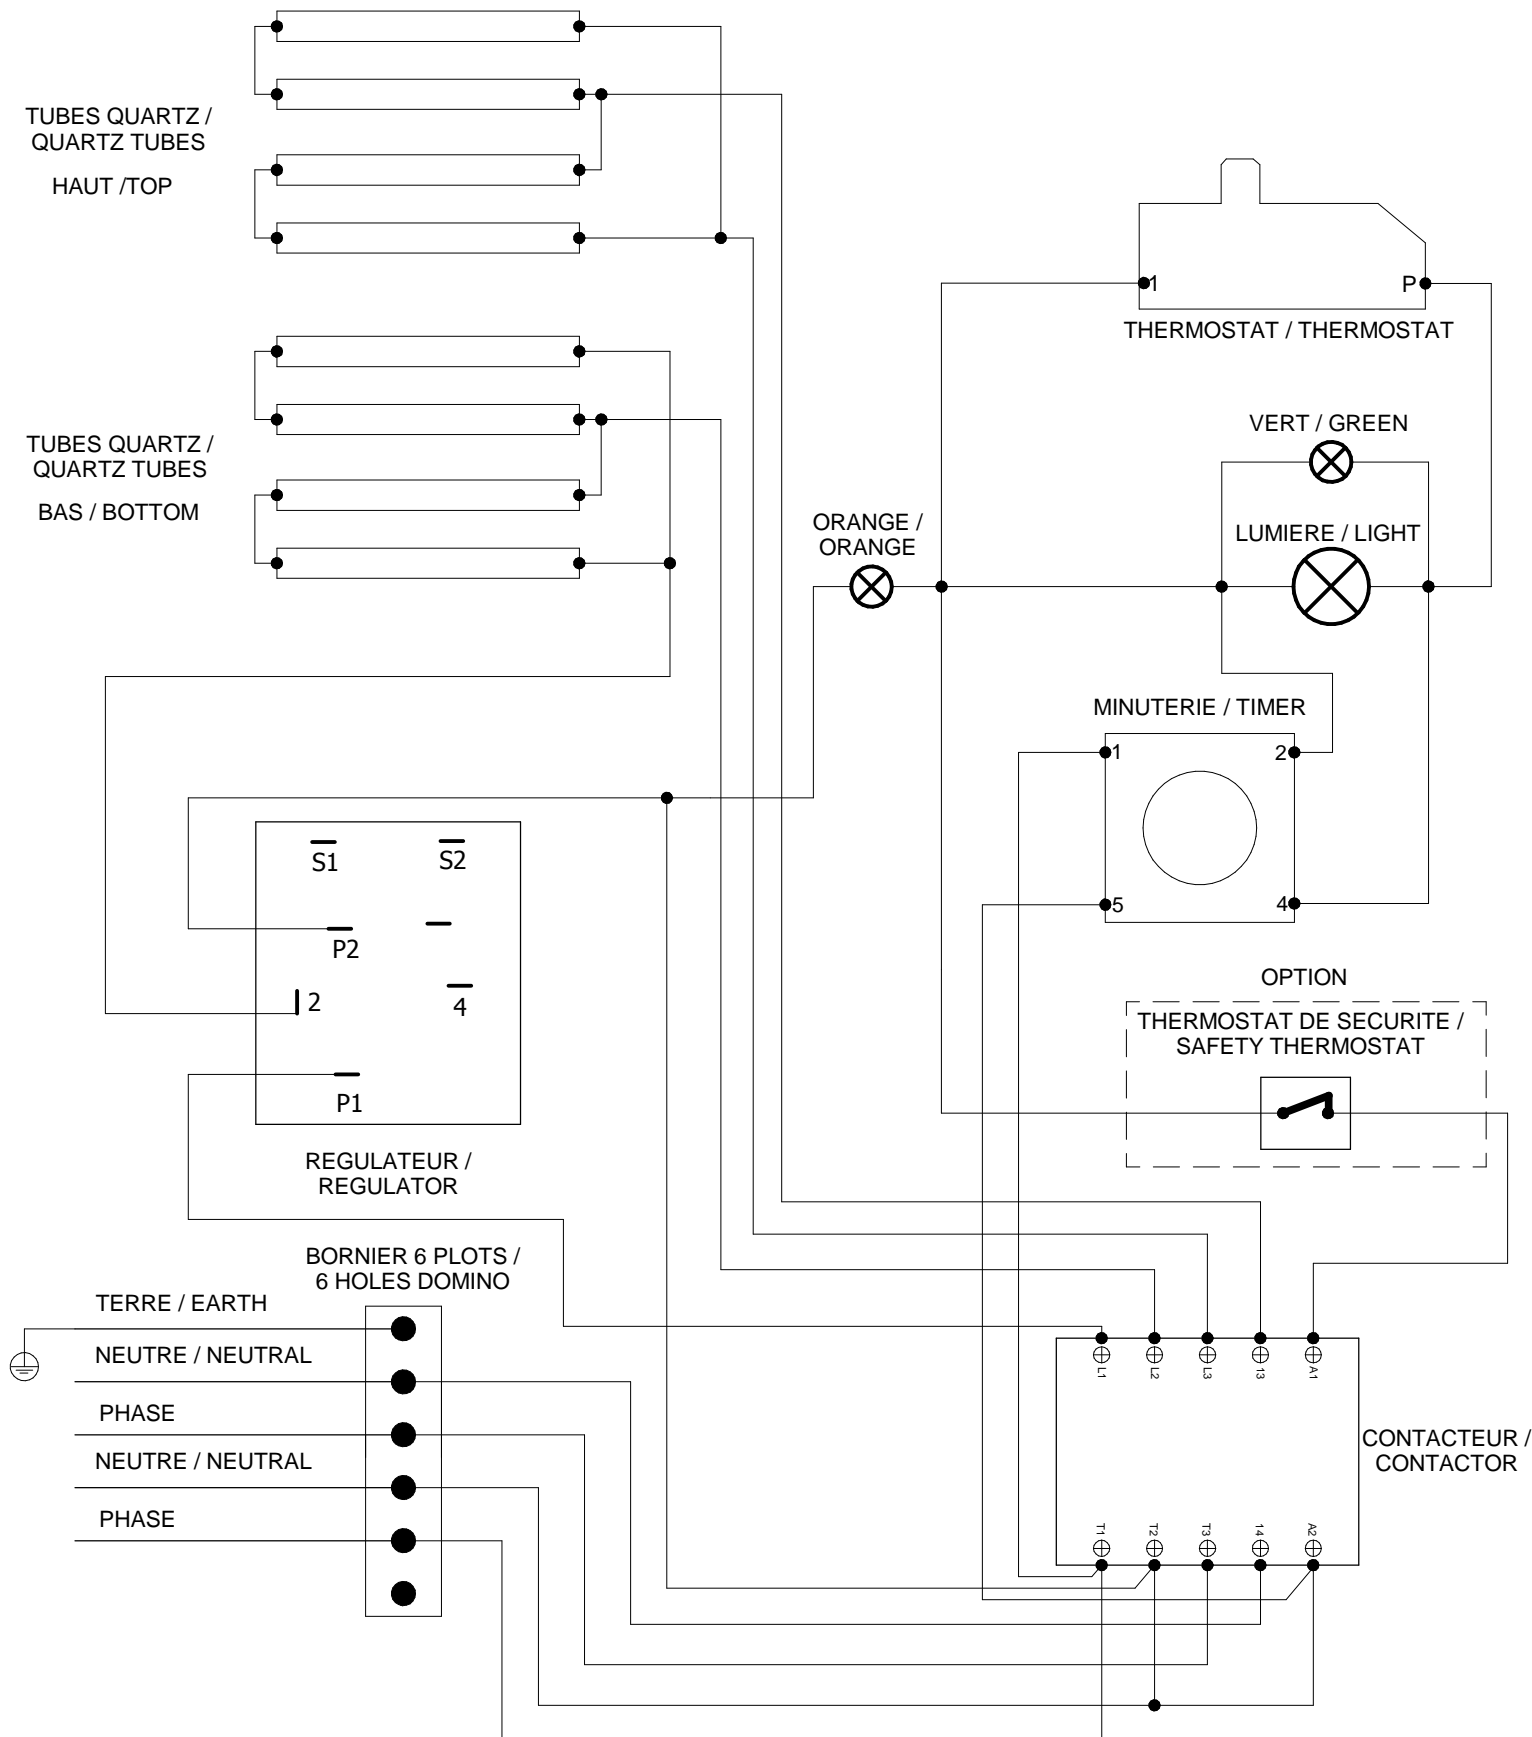 TUBES QUARTZ /
QUARTZ TUBES
HAUT /TOP
1
P
THERMOSTAT / THERMOSTAT
VERT / GREEN
TUBES QUARTZ /
QUARTZ TUBES
BAS / BOTTOM
ORANGE /
ORANGE
LUMIERE / LIGHT
MINUTERIE / TIMER
1
2
5
4
S1
S2
P2
2
4
P1
REGULATEUR /
REGULATOR
OPTION
THERMOSTAT DE SECURITE /
SAFETY THERMOSTAT
BORNIER 6 PLOTS /
6 HOLES DOMINO
TERRE / EARTH
NEUTRE / NEUTRAL
PHASE
NEUTRE / NEUTRAL
PHASE
L1
L2
L3
13
A1
CONTACTEUR /
CONTACTOR
T1
T2
T3
14
A2